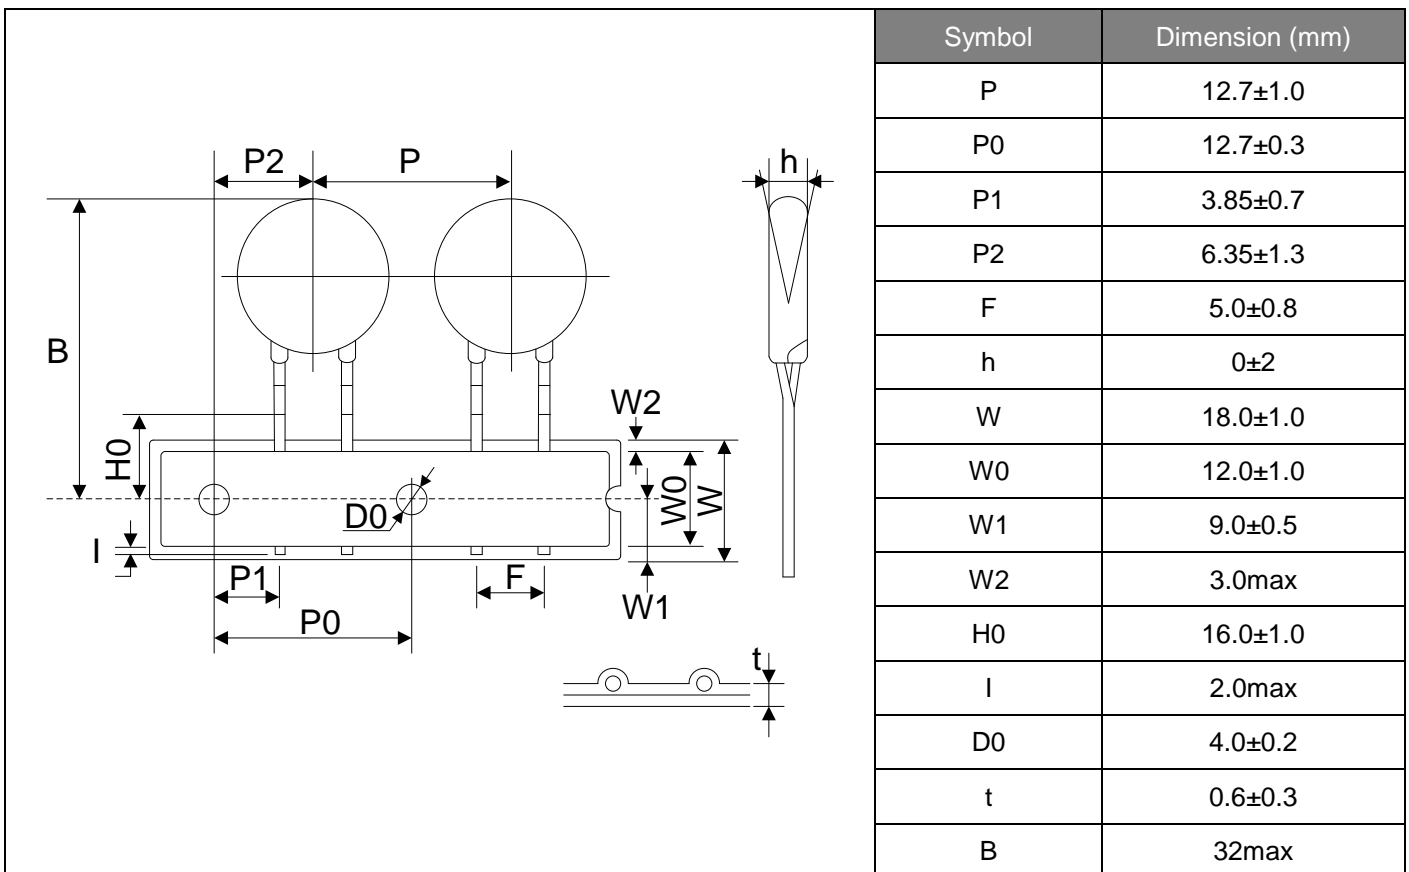 P2
P
h
B
W2
H0
W0
W
D0
I
P1
F
W1
P0
t
Symbol Dimension (mm)
P 12.7±1.0
P0 12.7±0.3
P1 3.85±0.7
P2 6.35±1.3
F 5.0±0.8
h 0±2
W 18.0±1.0
W0 12.0±1.0
W1 9.0±0.5
W2 3.0max
H0 16.0±1.0
I 2.0max
D0 4.0±0.2
t 0.6±0.3
B 32max